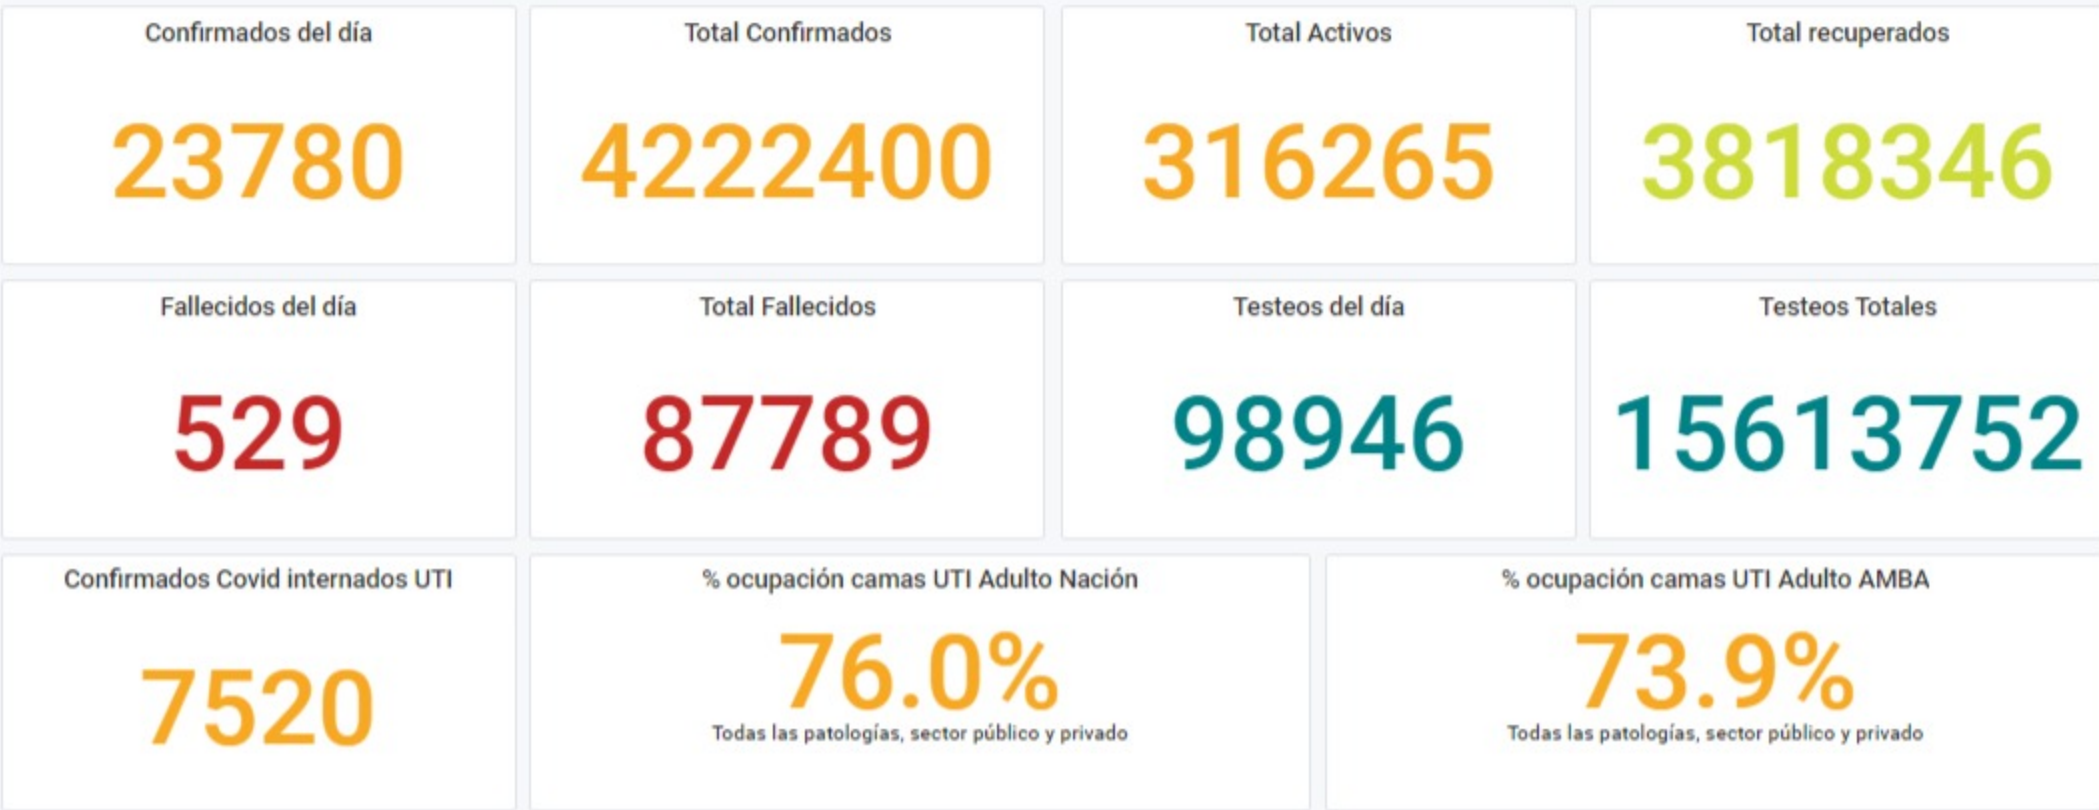 Confirmados del día
23780
Total Confirmados
4222400
Total Activos
316265
Total recuperados
3818346
Fallecidos del día
529
Total Fallecidos
87789
Testeos del día
98946
Testeos Totales
15613752
Confirmados Covid internados UTI
7520
% ocupación camas UTI Adulto Nación
76.0%
Todas las patologías, sector público y privado
% ocupación camas UTI Adulto AMBA
73.9%
Todas las patologías, sector público y privado